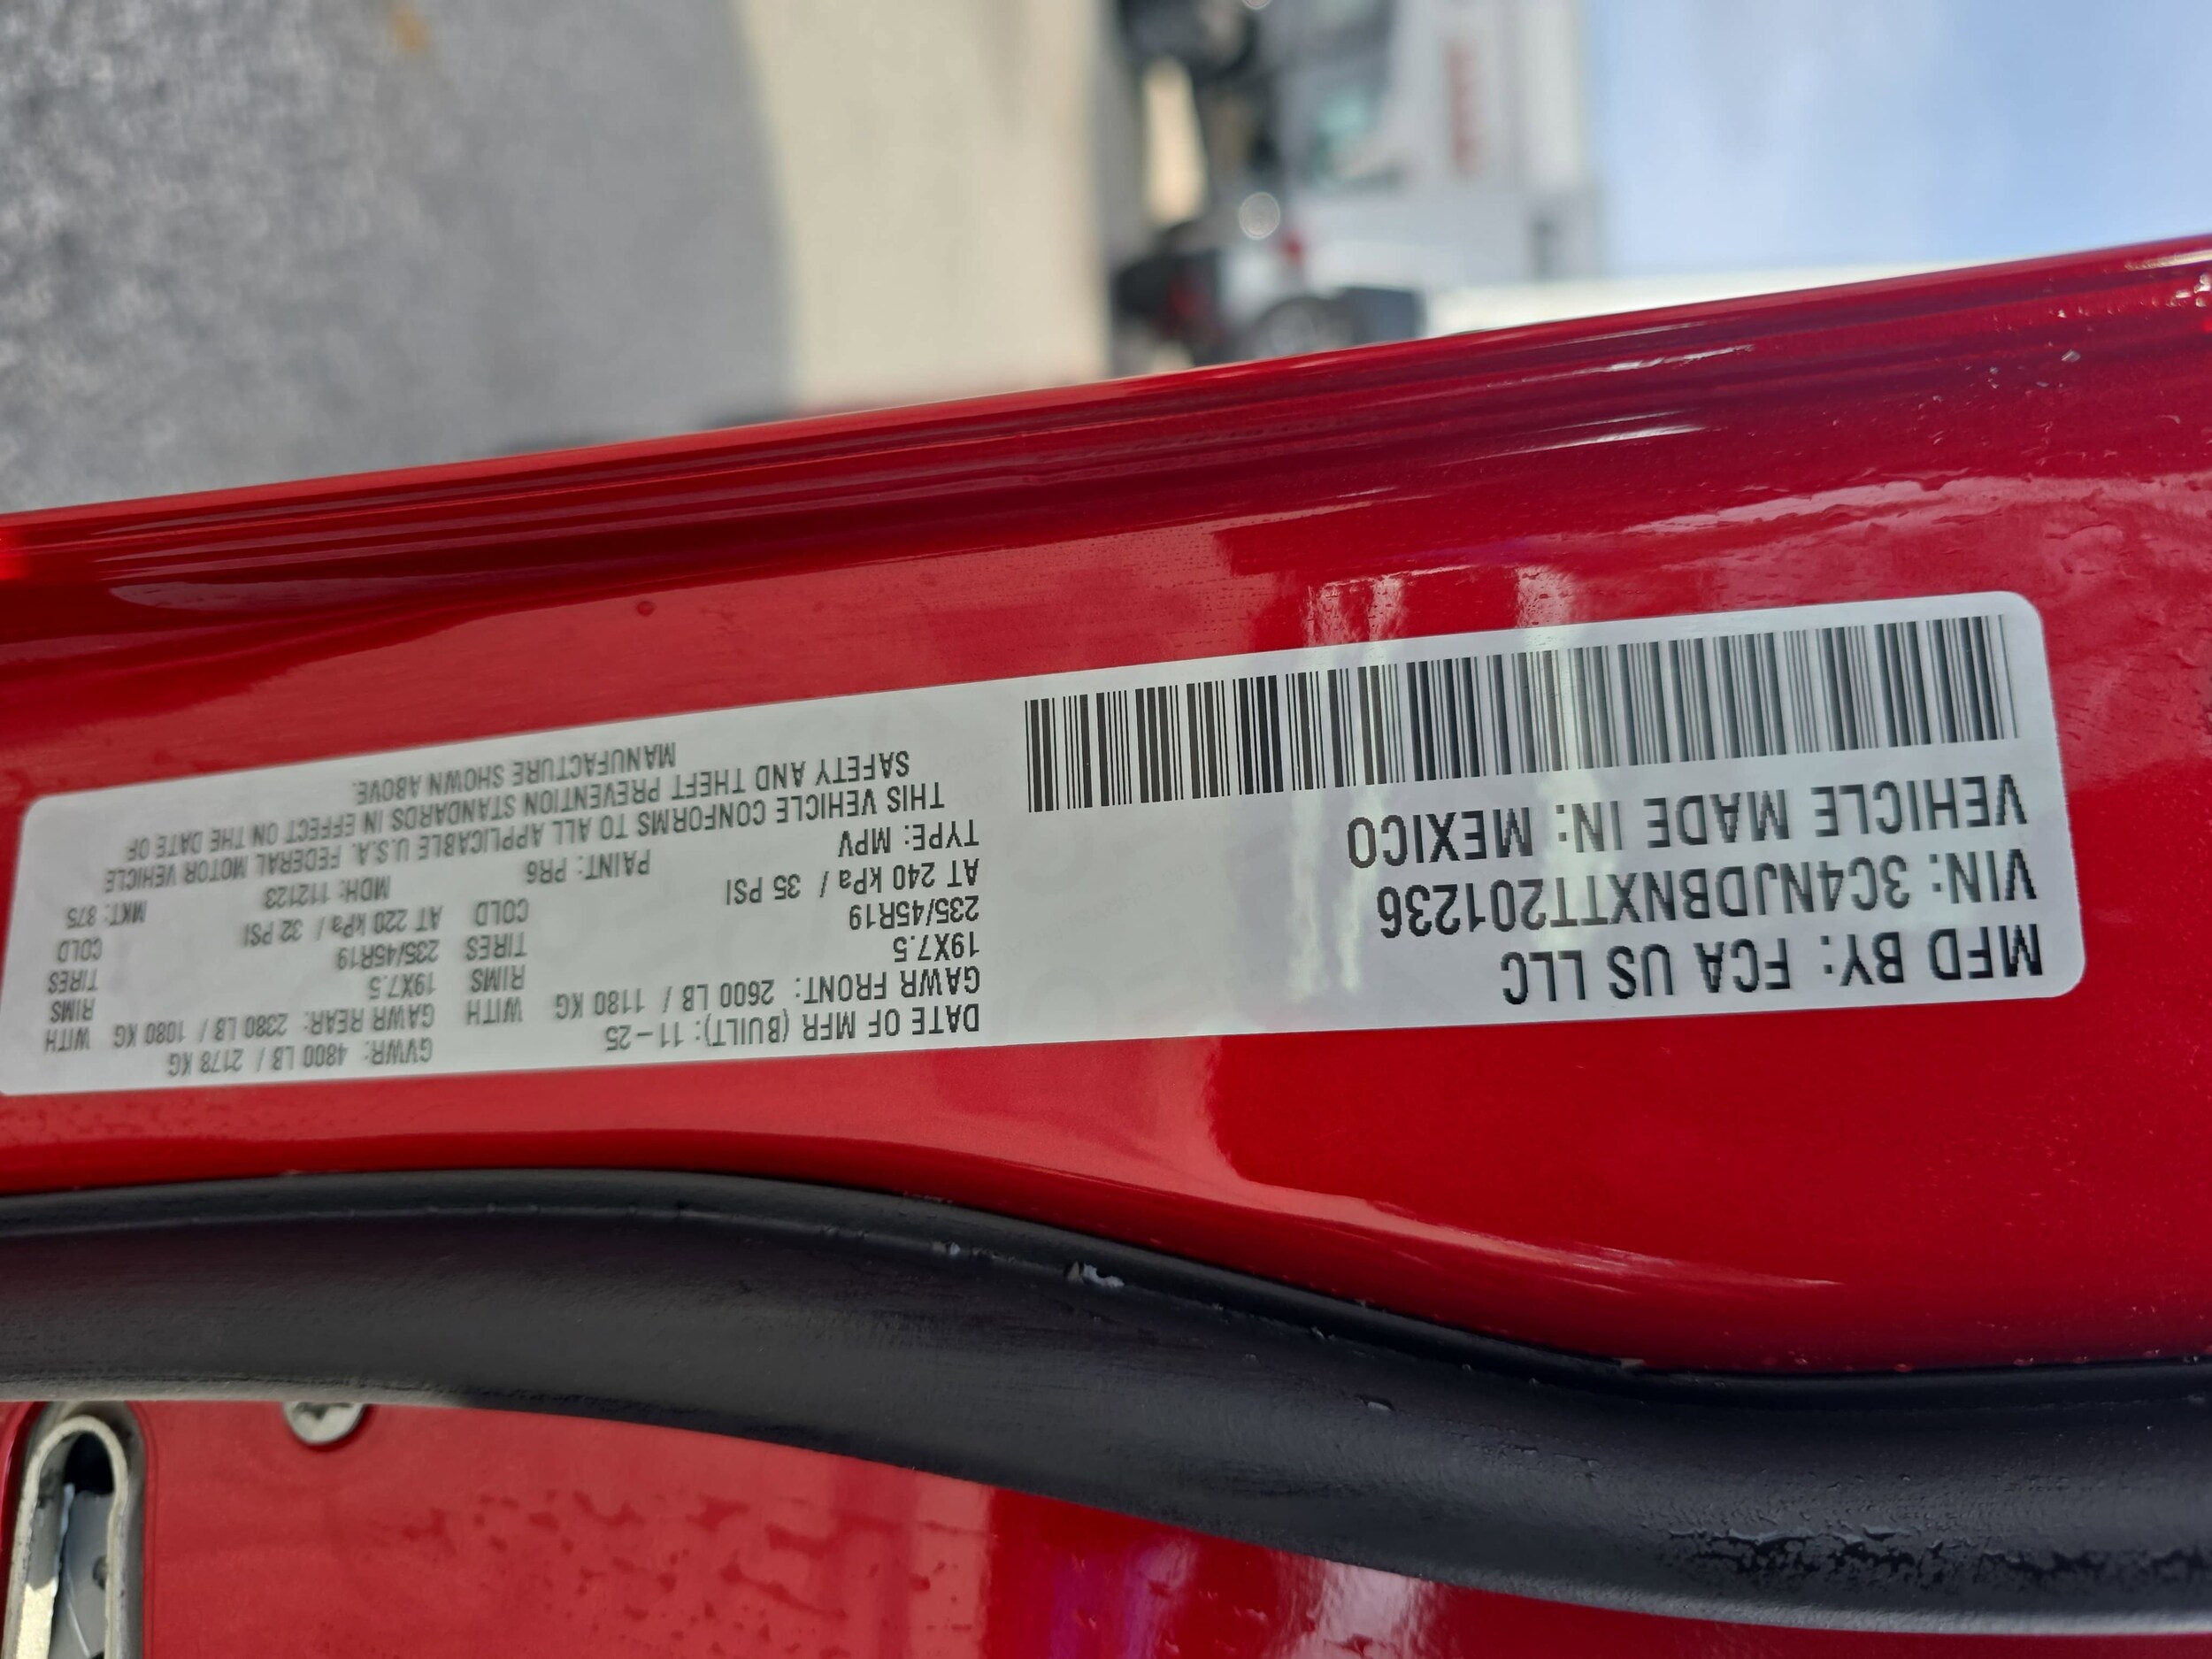 MFD BY: FCA US LLC
VIN: 3C4NJDBNXTT201236
VEHICLE MADE IN: MEXICO
DATE OF MFR (BUILT): 11-25
GVWR: 4800 LB / 2178 KG
GAWR FRONT: 2600 LB / 1180 KG WITH
19X7.5 RIMS
235/45R19 TIRES
AT 240 kPa / 35 PSI COLD
GAWR REAR: 2380 LB / 1080 KG WITH
19X7.5 RIMS
235/45R19 TIRES
AT 220 kPa / 32 PSI COLD
TYPE: MPV PAINT: PR6 MDH: 112123 MKT: 875
THIS VEHICLE CONFORMS TO ALL APPLICABLE U.S.A. FEDERAL MOTOR VEHICLE
SAFETY AND THEFT PREVENTION STANDARDS IN EFFECT ON THE DATE OF
MANUFACTURE SHOWN ABOVE.